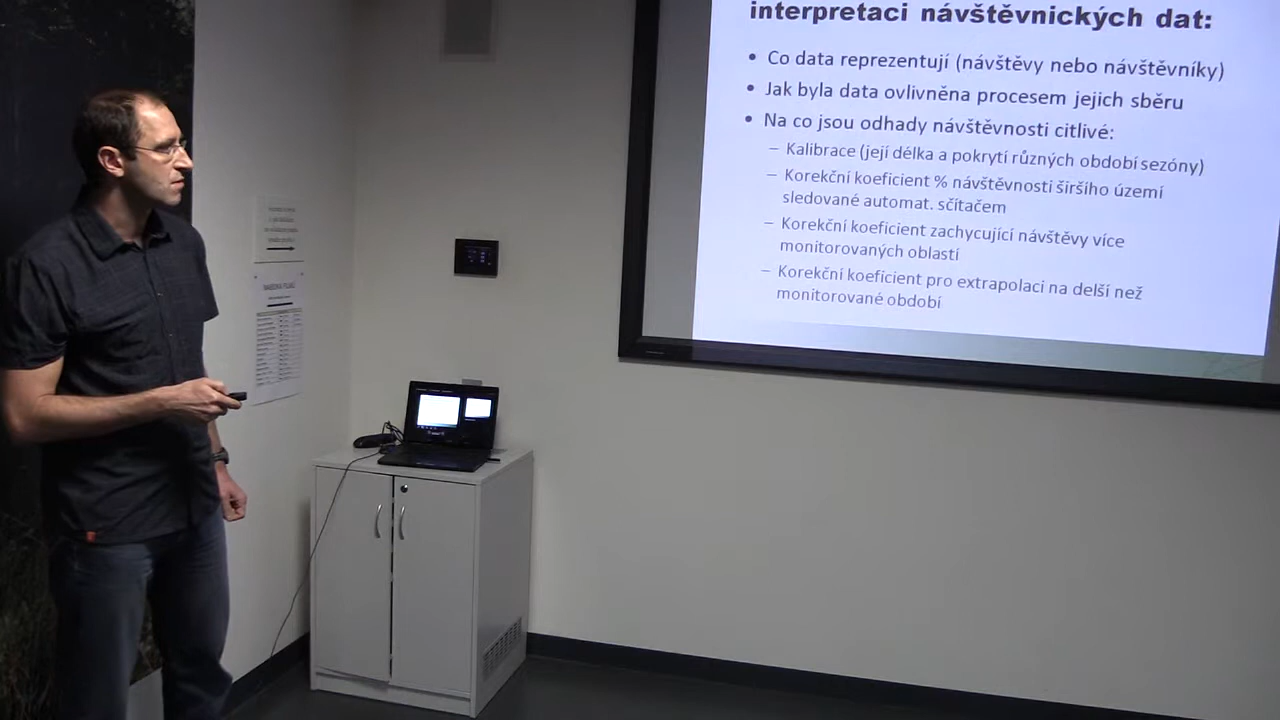 interpretaci návštěvnických dat:
• Co data reprezentují (návštěvy nebo návštěvníky)
• Jak byla data ovlivněna procesem jejich sběru
• Na co jsou odhady návštěvnosti citlivé:
– Kalibrace (její délka a pokrytí různých období sezóny)
– Korekční koeficient % návštěvnosti širšího území
sledované automat. sčítačem
– Korekční koeficient zachycující návštěvy více
monitorovaných oblastí
– Korekční koeficient pro extrapolaci na delší než
monitorované období